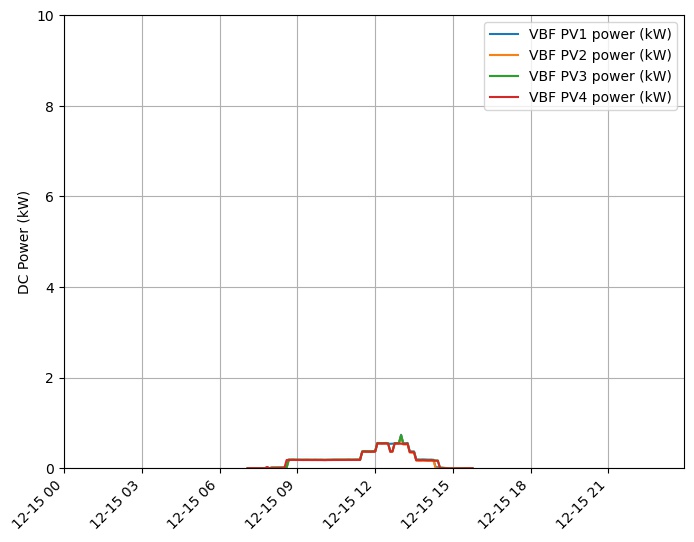 10
8
6
4
2
0
DC Power (kW)
VBF PV1 power (kW)
VBF PV2 power (kW)
VBF PV3 power (kW)
VBF PV4 power (kW)
12-15 00
12-15 03
12-15 06
12-15 09
12-15 12
12-15 15
12-15 18
12-15 21